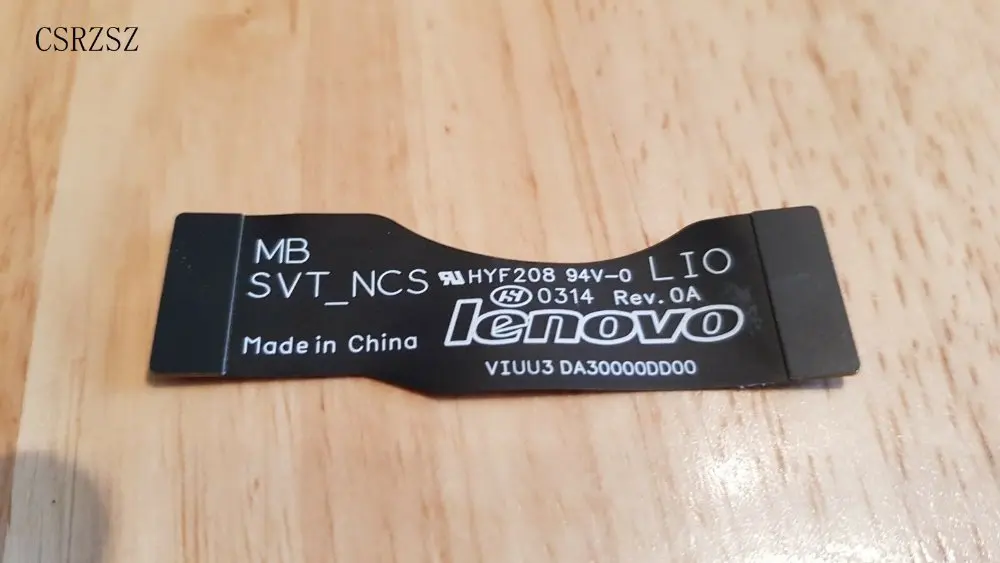 CSRZSZ
MB
SVT_NCS
HYF208 94V-0
LIO
0314 Rev.0A
lenovo
Made in China
VIUU3 DA30000DD00